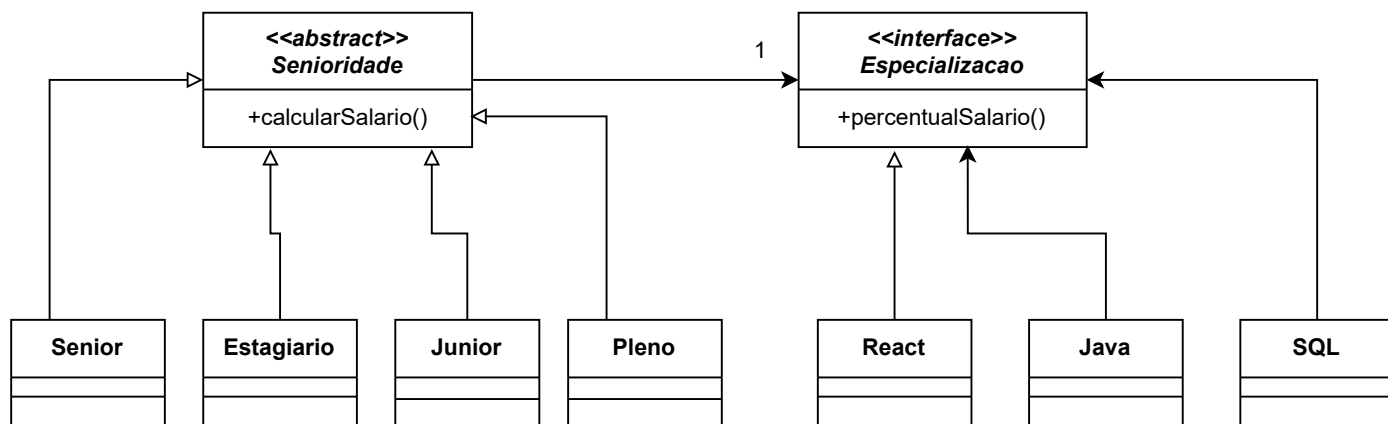 <<abstract>>
Senioridade
+calcularSalario()
1
<<interface>>
Especializacao
+percentualSalario()
Senior
Estagiario
Junior
Pleno
React
Java
SQL